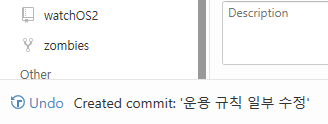 watchOS2
Description
zombies
Other
Undo Created commit: '운용 규칙 일부 수정'